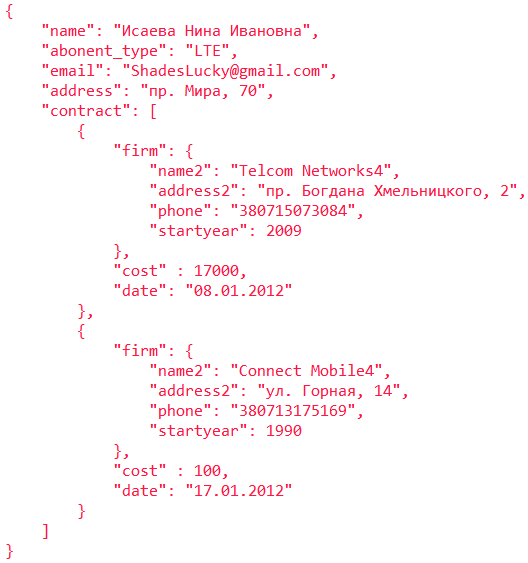 {
    "name": "Исаева Нина Ивановна",
    "abonent_type": "LTE",
    "email": "ShadesLucky@gmail.com",
    "address": "пр. Мира, 70",
    "contract": [
        {
            "firm": {
                "name2": "Telcom Networks4",
                "address2": "пр. Богдана Хмельницкого, 2",
                "phone": "380715073084",
                "startyear": 2009
            },
            "cost" : 17000,
            "date": "08.01.2012"
        },
        {
            "firm": {
                "name2": "Connect Mobile4",
                "address2": "ул. Горная, 14",
                "phone": "380713175169",
                "startyear": 1990
            },
            "cost" : 100,
            "date": "17.01.2012"
        }
    ]
}